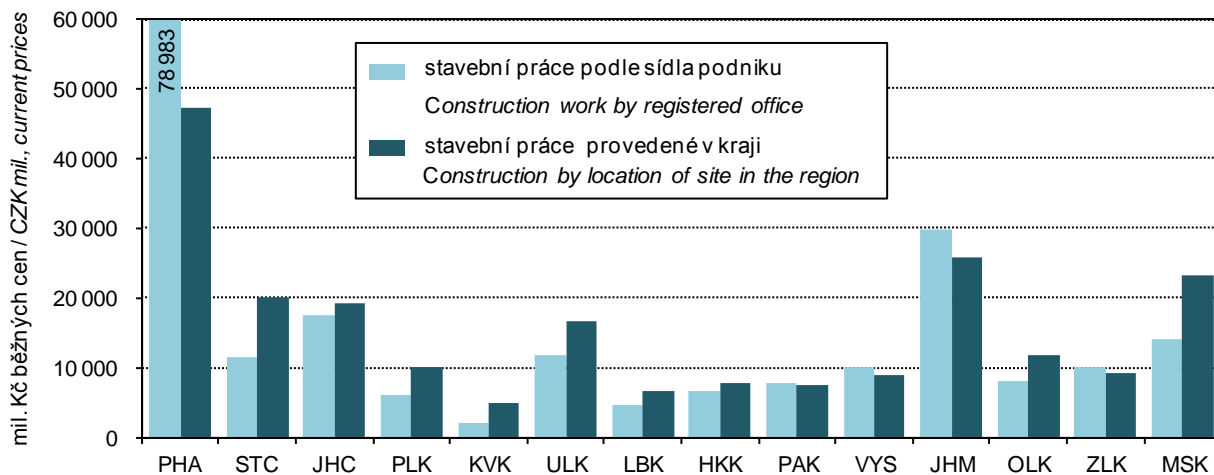 mil. Kč běžných cen / CZK mil., current prices
60 000
50 000
40 000
30 000
20 000
10 000
0
78 983
stavební práce podle sídla podniku
Construction work by registered office
stavební práce provedené v kraji
Construction by location of site in the region
PHA STC JHC PLK KVK ULK LBK HKK PAK VYS JHM OLK ZLK MSK